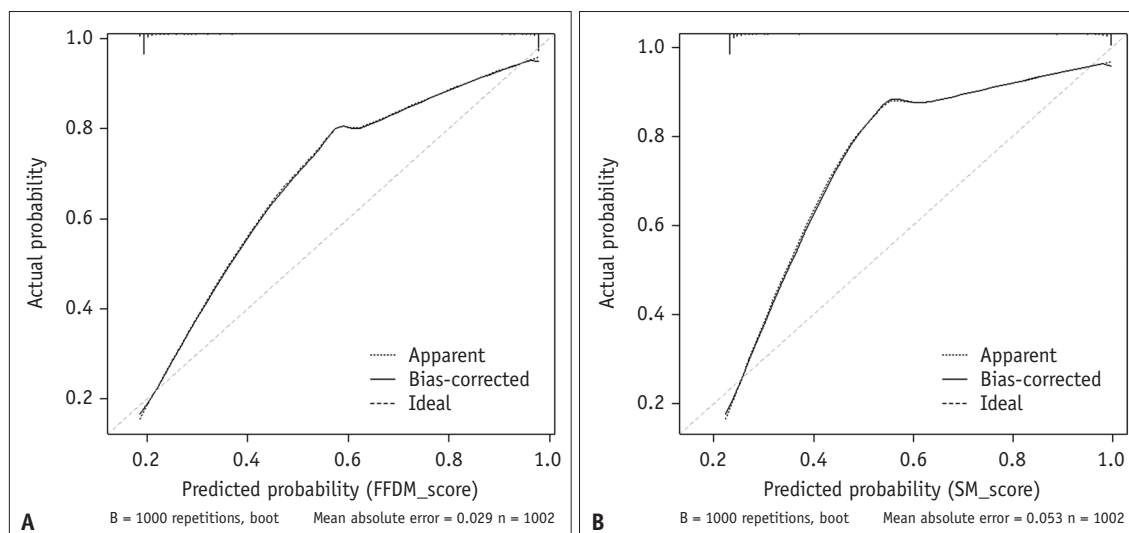 1.0
0.8
0.6
0.4
0.2
Actual probability
Apparent
Bias-corrected
Ideal
0.2 0.4 0.6 0.8 1.0
Predicted probability (FFDM_score)
A B = 1000 repetitions, boot Mean absolute error = 0.029 n = 1002
1.0
0.8
0.6
0.4
0.2
Actual probability
Apparent
Bias-corrected
Ideal
0.2 0.4 0.6 0.8 1.0
Predicted probability (SM_score)
B B = 1000 repetitions, boot Mean absolute error = 0.053 n = 1002